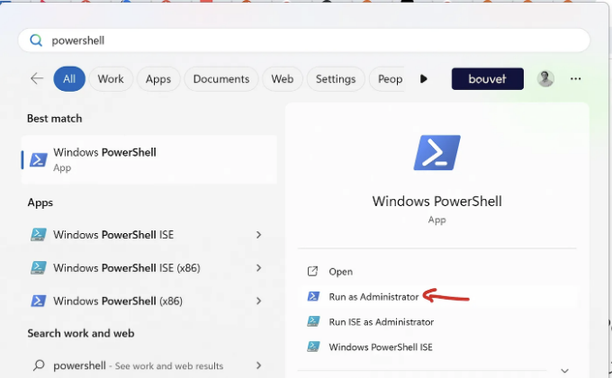 powershell
All Work Apps Documents Web Settings Peop bouvet
Best match
Windows PowerShell
App
Apps
Windows PowerShell ISE
Windows PowerShell ISE (x86)
Windows PowerShell (x86)
Search work and web
powershell - See work and web results
Windows PowerShell
App
Open
Run as Administrator
Run ISE as Administrator
Windows PowerShell ISE